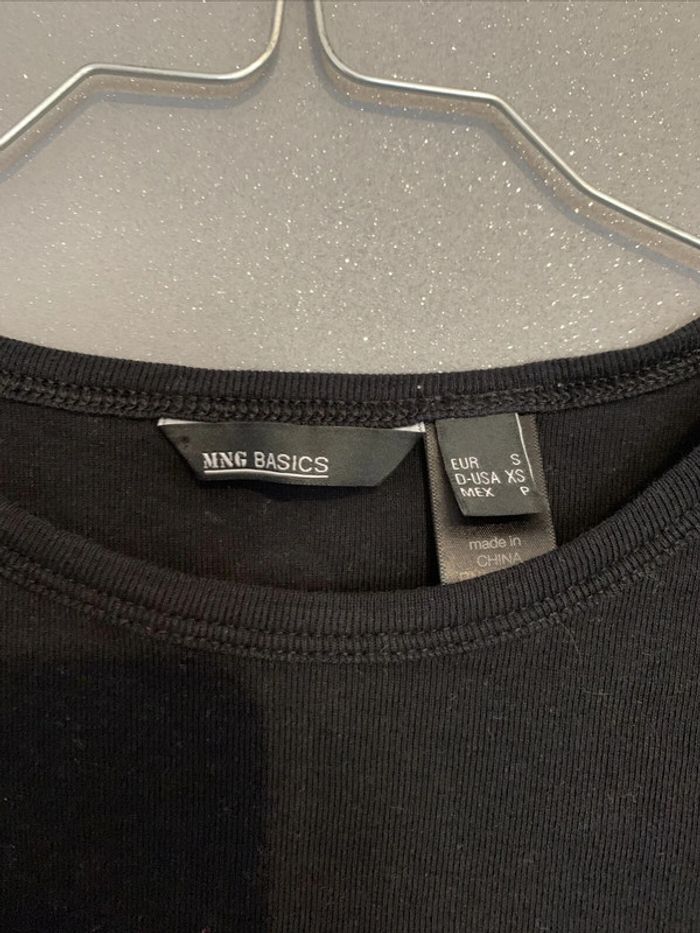 MNG BASICS
EUR S
D-USA XS
MEX P
made in
CHINA